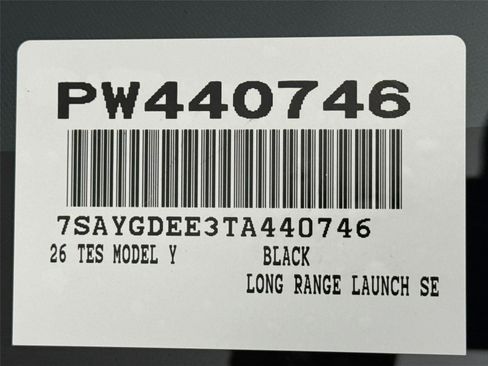 PW440746
7SAYGDEE3TA440746
26 TES MODEL Y BLACK
LONG RANGE LAUNCH SE